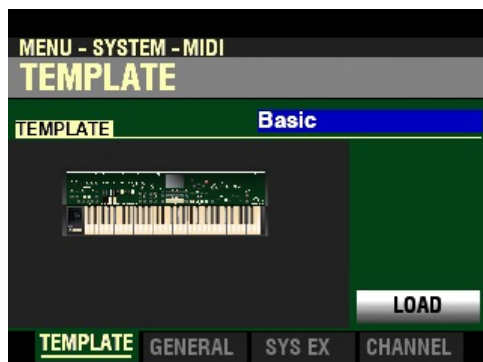 MENU - SYSTEM - MIDI
TEMPLATE
TEMPLATE Basic
LOAD
TEMPLATE GENERAL SYS EX CHANNEL